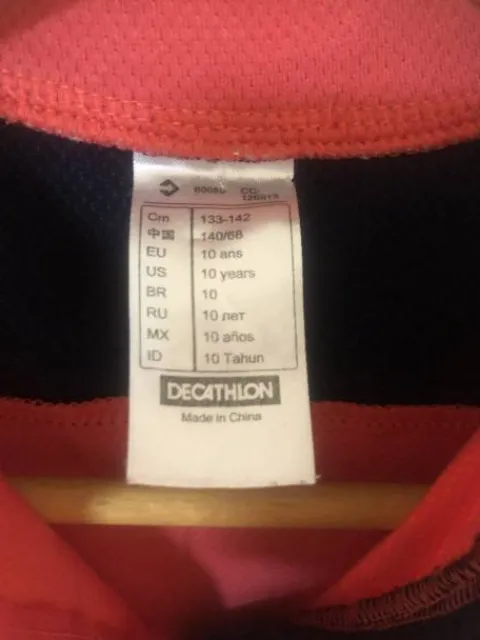 Cm 133-142
中国 140/68
EU 10 ans
US 10 years
BR 10
RU 10 лет
MX 10 años
ID 10 Tahun
DECATHLON
Made in China